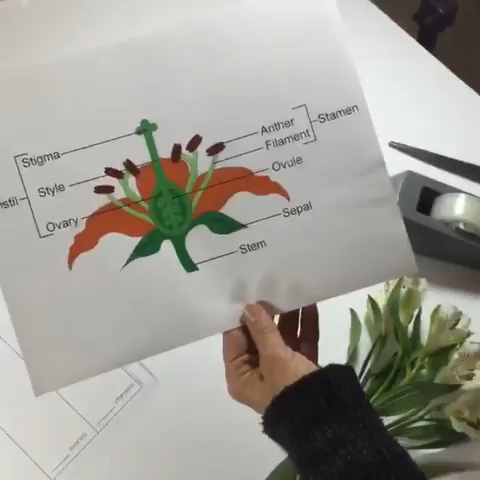 Stigma
Style
Ovary
Anther
Filament
Stamen
Ovule
Sepal
Stem